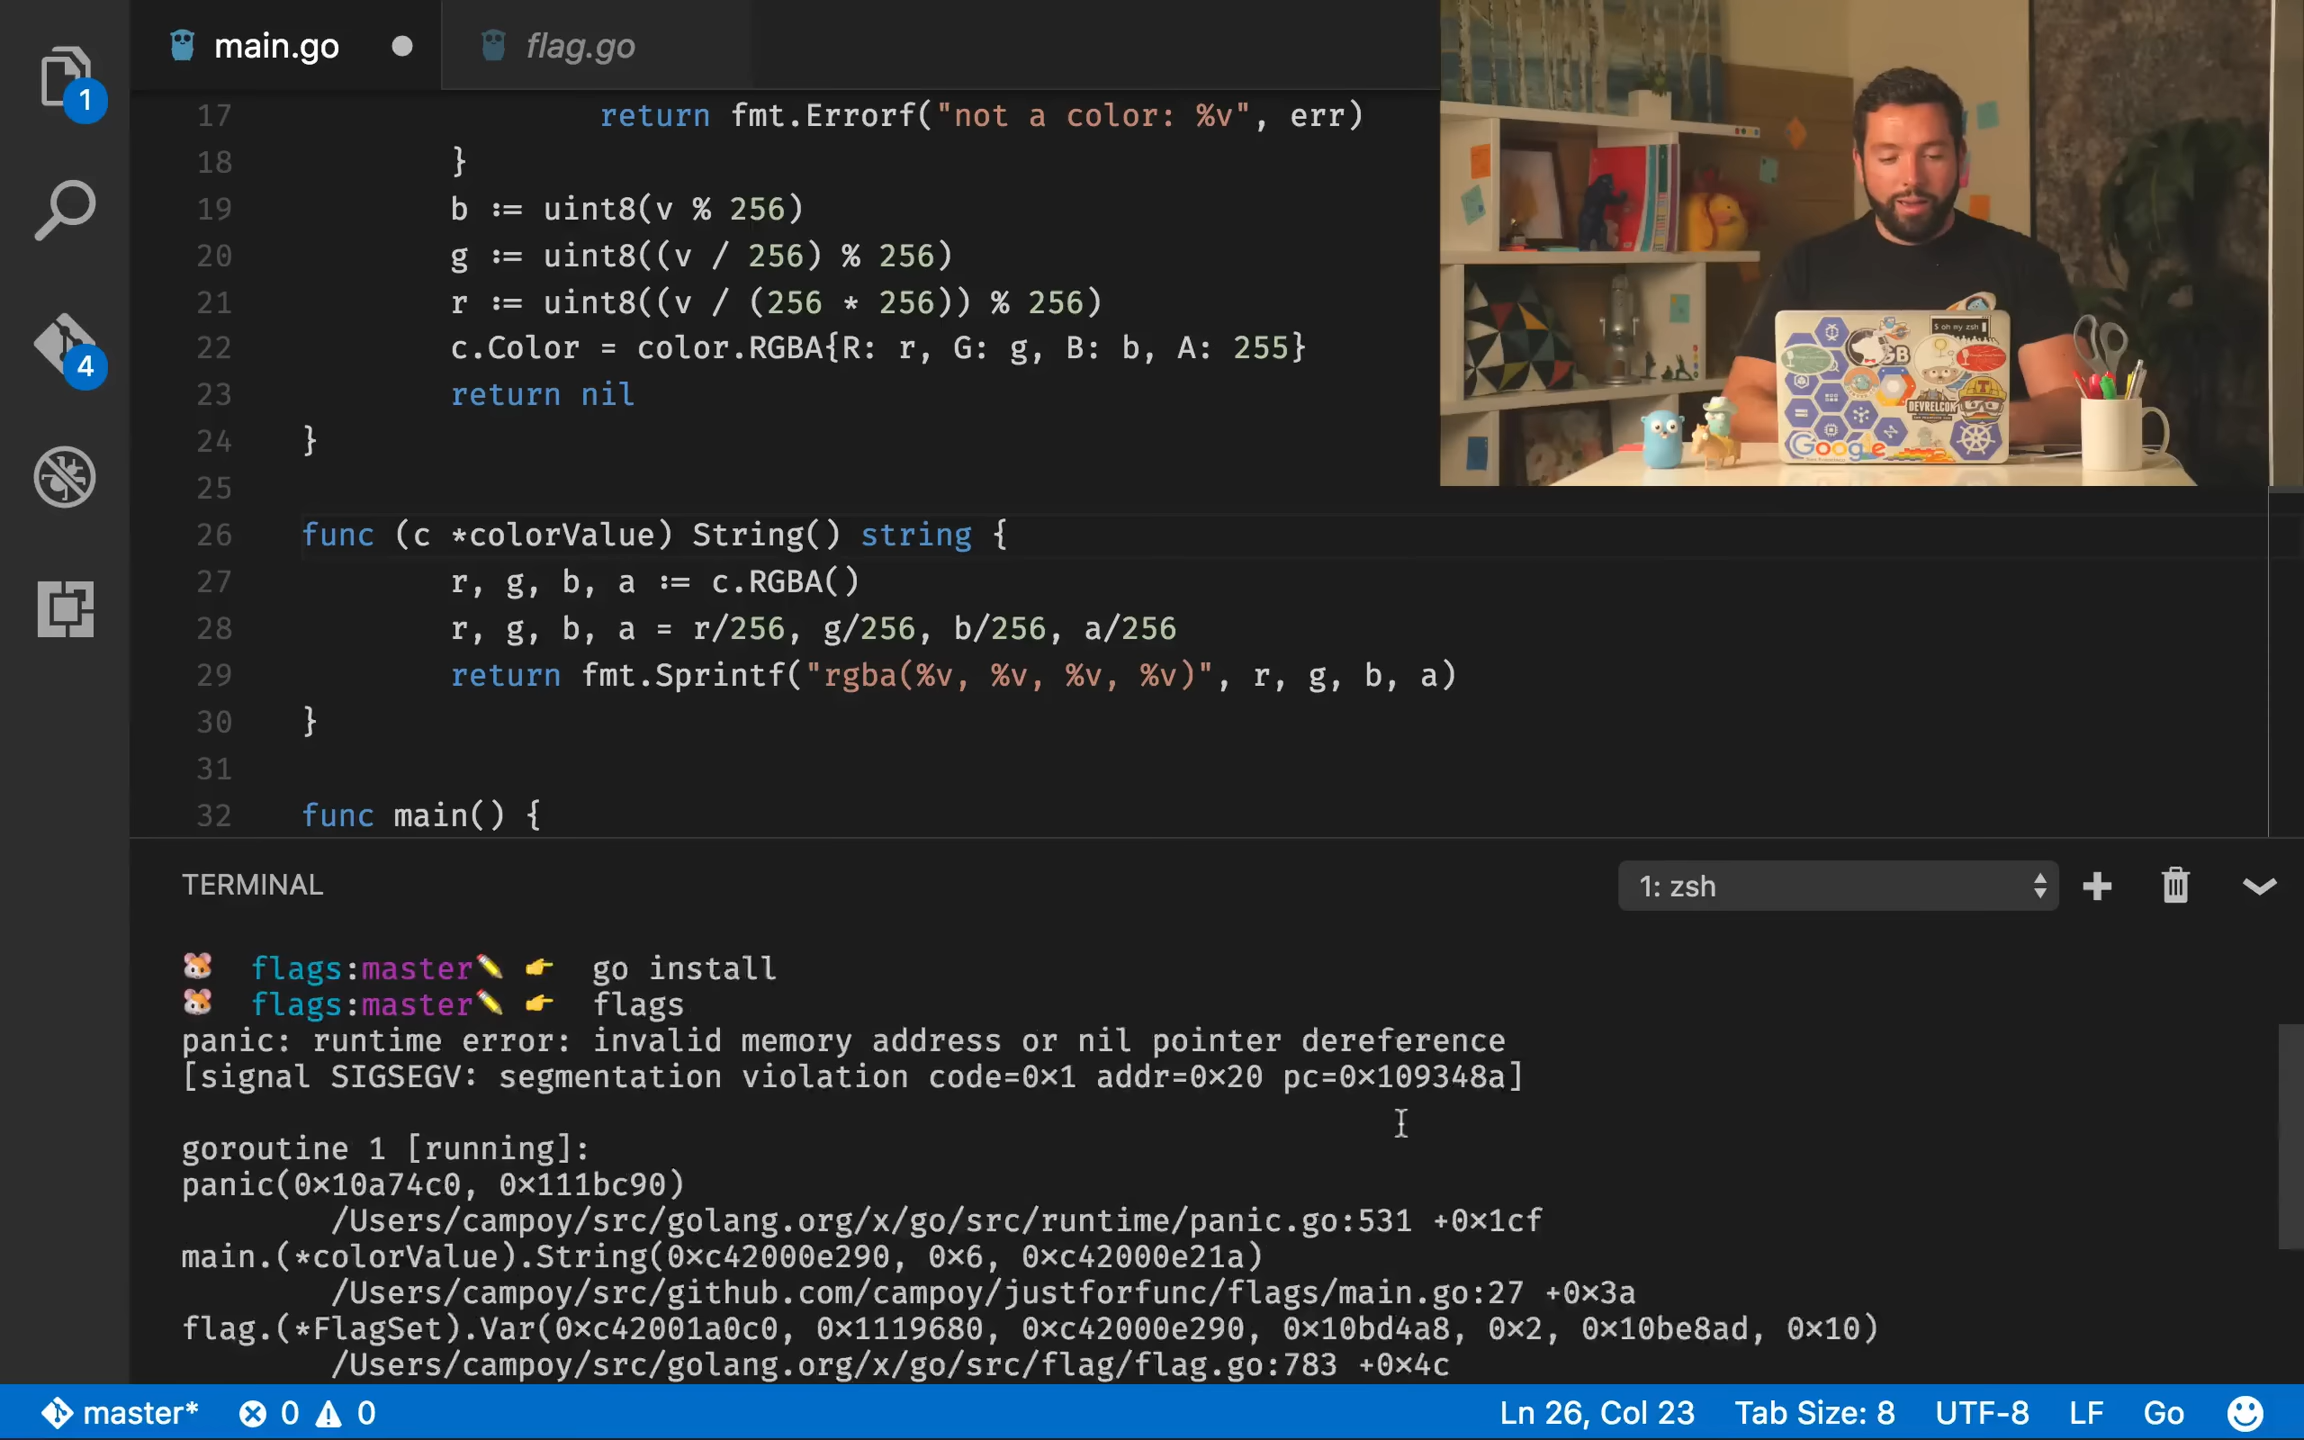 main.go
flag.go
1
4
17 return fmt.Errorf("not a color: %v", err)
18 }
19 b := uint8(v % 256)
20 g := uint8((v / 256) % 256)
21 r := uint8((v / (256 * 256)) % 256)
22 c.Color = color.RGBA{R: r, G: g, B: b, A: 255}
23 return nil
24 }
25
26 func (c *colorValue) String() string {
27 r, g, b, a := c.RGBA()
28 r, g, b, a = r/256, g/256, b/256, a/256
29 return fmt.Sprintf("rgba(%v, %v, %v, %v)", r, g, b, a)
30 }
31
32 func main() {
$ oh my zsh
DEVRELCON
Google
TERMINAL
1: zsh
flags:master go install
flags:master flags
panic: runtime error: invalid memory address or nil pointer dereference
[signal SIGSEGV: segmentation violation code=0x1 addr=0x20 pc=0x109348a]
goroutine 1 [running]:
panic(0x10a74c0, 0x111bc90)
/Users/campoy/src/golang.org/x/go/src/runtime/panic.go:531 +0x1cf
main.(*colorValue).String(0xc42000e290, 0x6, 0xc42000e21a)
/Users/campoy/src/github.com/campoy/justforfunc/flags/main.go:27 +0x3a
flag.(*FlagSet).Var(0xc42001a0c0, 0x1119680, 0xc42000e290, 0x10bd4a8, 0x2, 0x10be8ad, 0x10)
/Users/campoy/src/golang.org/x/go/src/flag/flag.go:783 +0x4c
master* 0 0
Ln 26, Col 23 Tab Size: 8 UTF-8 LF Go